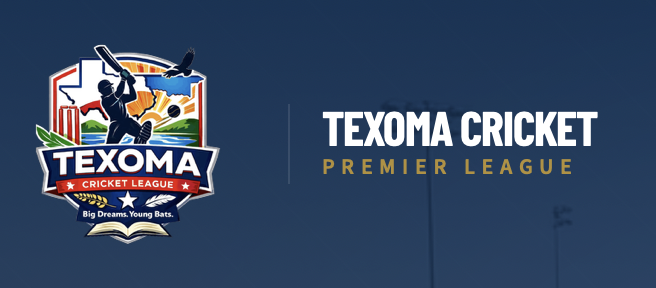 TEXOMA
CRICKET LEAGUE
Big Dreams. Young Bats.
TEXOMA CRICKET
PREMIER LEAGUE